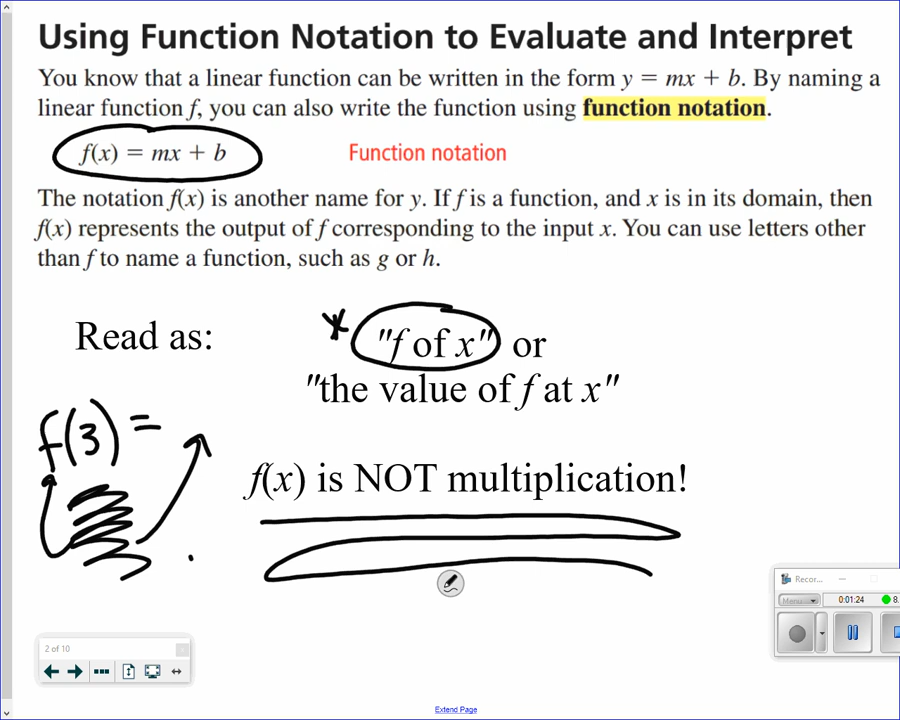 Using Function Notation to Evaluate and Interpret
You know that a linear function can be written in the form y = mx + b. By naming a
linear function f, you can also write the function using function notation.
f(x) = mx + b Function notation
The notation f(x) is another name for y. If f is a function, and x is in its domain, then
f(x) represents the output of f corresponding to the input x. You can use letters other
than f to name a function, such as g or h.
Read as: * "f of x" or
"the value of f at x"
f(3) =
f(x) is NOT multiplication!
Recor...
Menu
0:01:24
8.
2 of 10
Extend Page